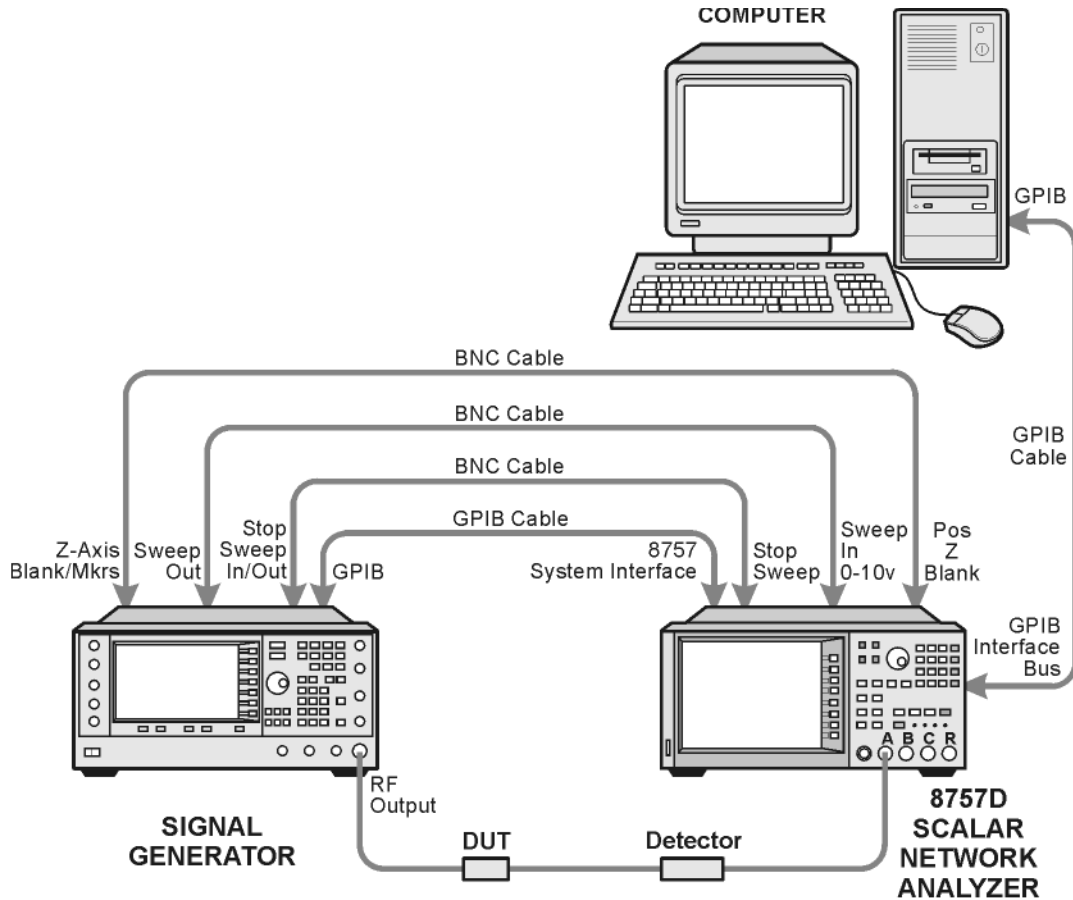 COMPUTER
GPIB
BNC Cable
BNC Cable
BNC Cable
GPIB Cable
GPIB
Cable
Z-Axis
Blank/Mkrs
Sweep
Out
Stop
Sweep
In/Out
GPIB
8757
System Interface
Stop
Sweep
Sweep
In
0-10v
Pos
Z
Blank
GPIB
Interface
Bus
A B C R
RF
Output
SIGNAL
GENERATOR
DUT
Detector
8757D
SCALAR
NETWORK
ANALYZER